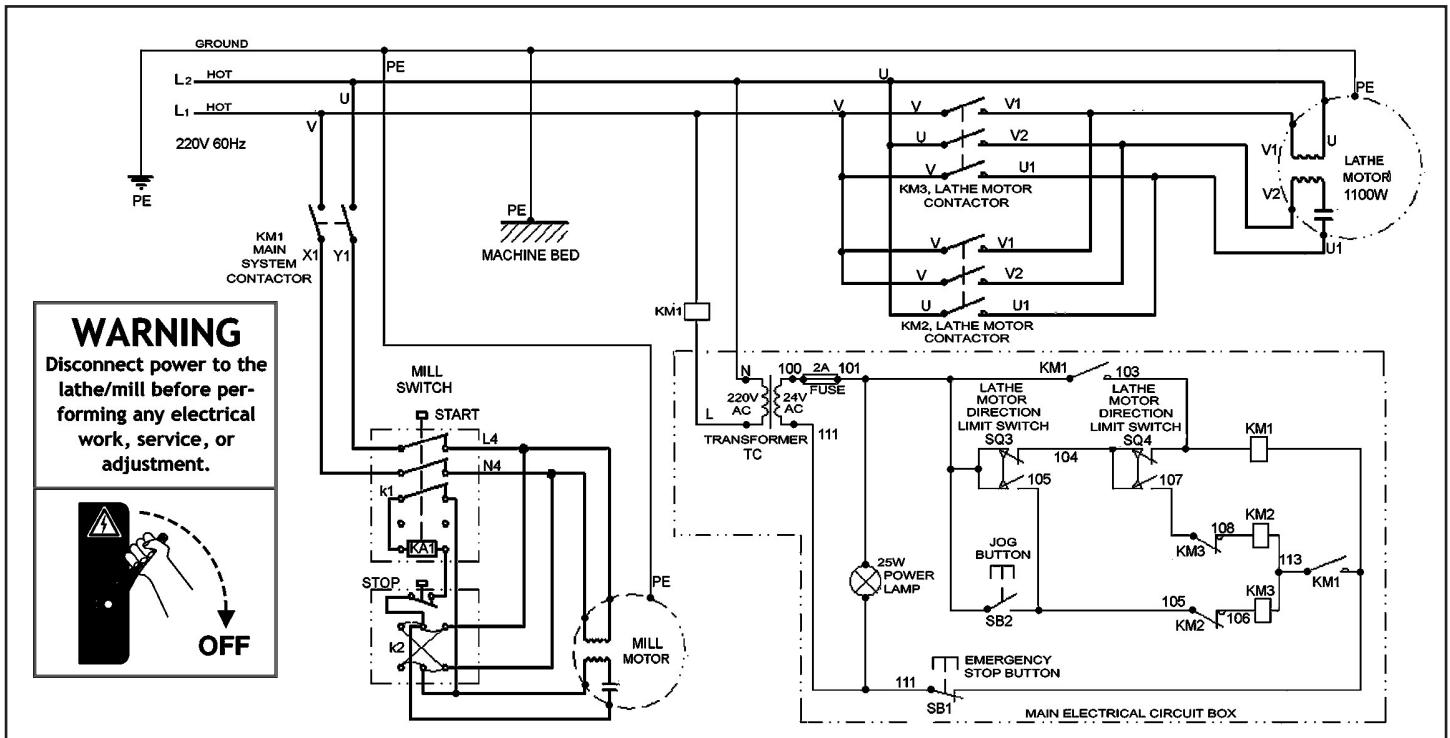 GROUND
PE
L2 HOT
U
U
PE
L1 HOT
V
V
V
V1
220V 60Hz
U
V2
V1
U
LATHE
MOTOR
1100W
V
U1
V2
KM3, LATHE MOTOR
CONTACTOR
PE
PE
MACHINE BED
U1
KM1
MAIN
SYSTEM
CONTACTOR
X1
Y1
V
V1
V
V2
U
U1
KM2, LATHE MOTOR
CONTACTOR
KM1
WARNING
Disconnect power to the
lathe/mill before per-
forming any electrical
work, service, or
adjustment.
OFF
MILL
SWITCH
START
L4
N4
k1
KA1
STOP
k2
PE
MILL
MOTOR
N
100
2A
101
FUSE
220V
AC
24V
AC
L
TRANSFORMER
TC
111
KM1
103
LATHE
MOTOR
DIRECTION
LIMIT SWITCH
SQ3
LATHE
MOTOR
DIRECTION
LIMIT SWITCH
SQ4
KM1
104
105
107
KM2
108
KM3
JOG
BUTTON
113
25W
POWER
LAMP
KM1
KM3
105
SB2
KM2
106
EMERGENCY
STOP BUTTON
111
SB1
MAIN ELECTRICAL CIRCUIT BOX